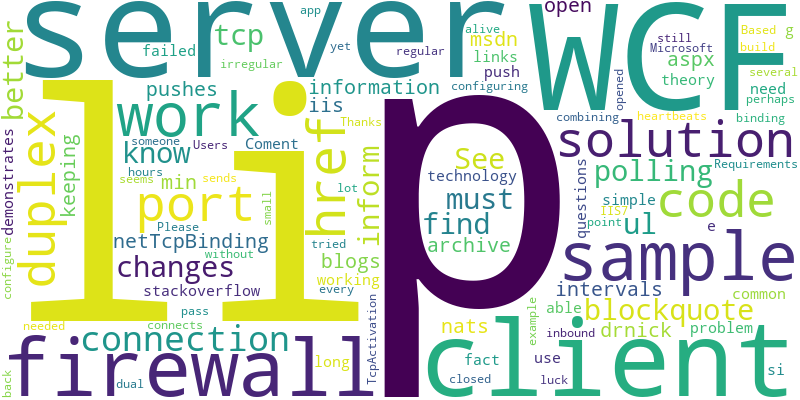 server
WCF
li
p
client
firewall
work
solution
sample
code
port
href
duplex
connection
know
changes
better
tcp
iis
information
inform
must
find
See
ul
polling
blockquote
archive
netTcpBinding
stackoverflow
blogs
intervals
drnick
nats
keeping
pushes
min
open
msdn
aspx
need
links
push
theory
technology
questions
simple
able
common
problem
use
si
e
g
fact
long
working
every
tried
lot
small
Coment
Users
someone
hours
seems
sends
Please
without
demonstrates
failed
irregular
regular
app
yet
alive
configuring
Thanks
heartbeats
combining
opened
still
Microsoft
Based
build
several
perhaps
binding
Requirements
IIS7
point
inbound
example
luck
closed
TcpActivation
pass
connects
dual
back
needed
configure